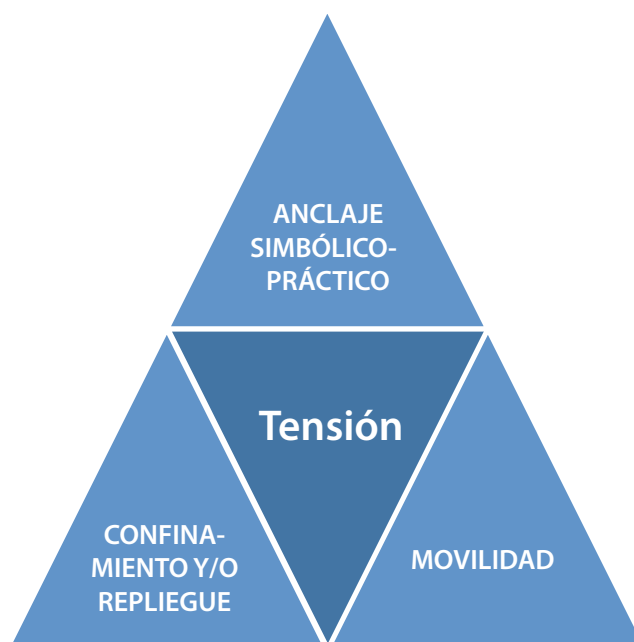 ANCLAJE
SIMBÓLICO-
PRÁCTICO
Tensión
CONFINA-
MIENTO Y/O
REPLIEGUE
MOVILIDAD